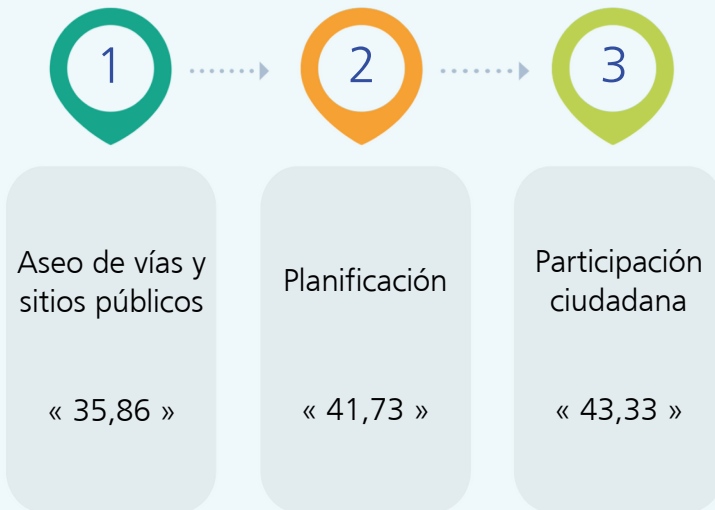 1
2
3
Aseo de vías y
sitios públicos
« 35,86 »
Planificación
« 41,73 »
Participación
ciudadana
« 43,33 »